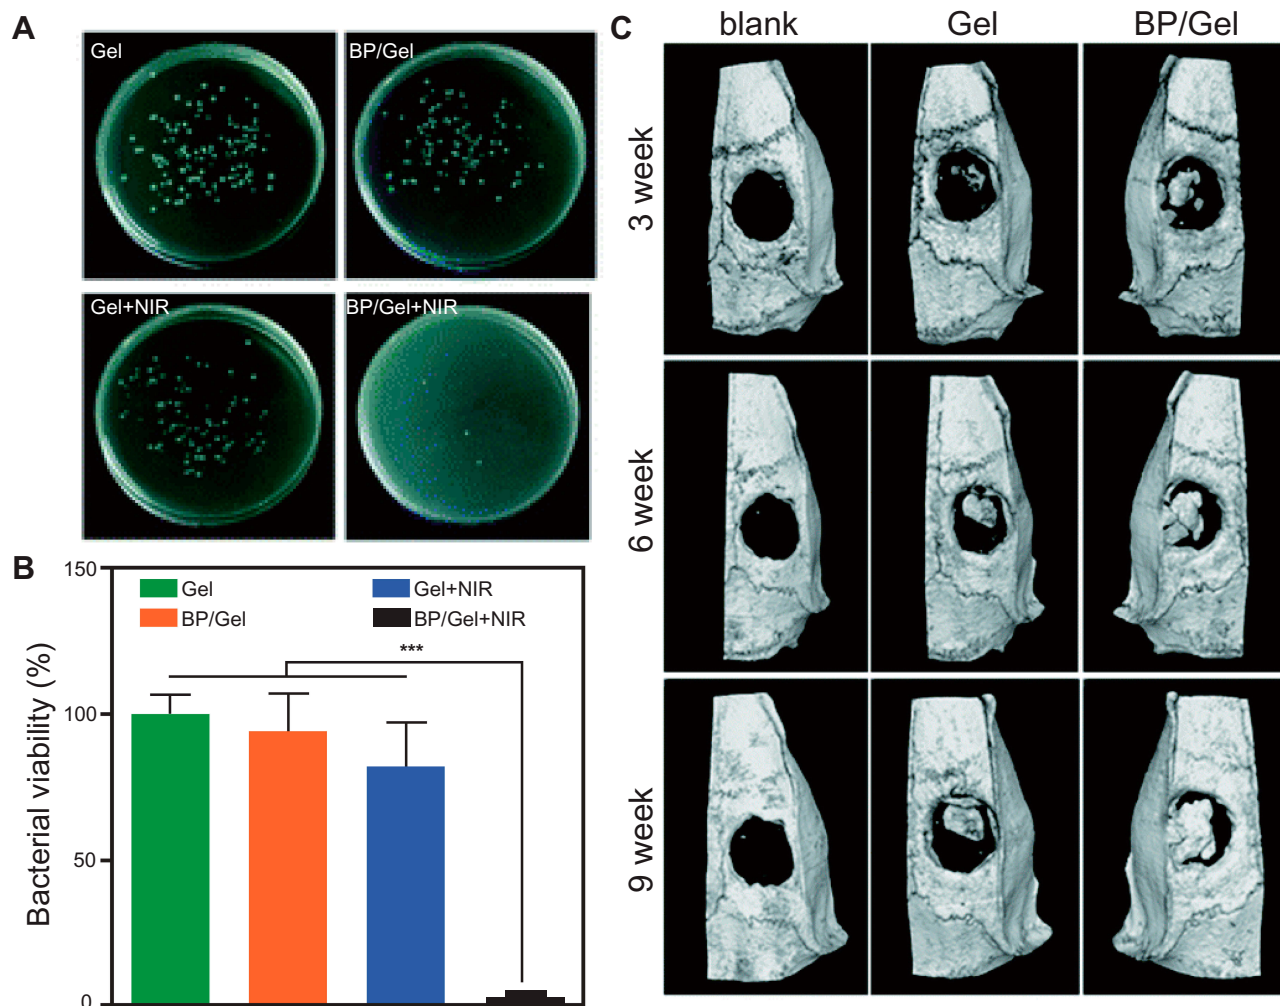 A
Gel
BP/Gel
Gel+NIR
BP/Gel+NIR
B
150
100
50
0
Bacterial viability (%)
Gel
Gel+NIR
BP/Gel
BP/Gel+NIR
***
C
blank
Gel
BP/Gel
3 week
6 week
9 week